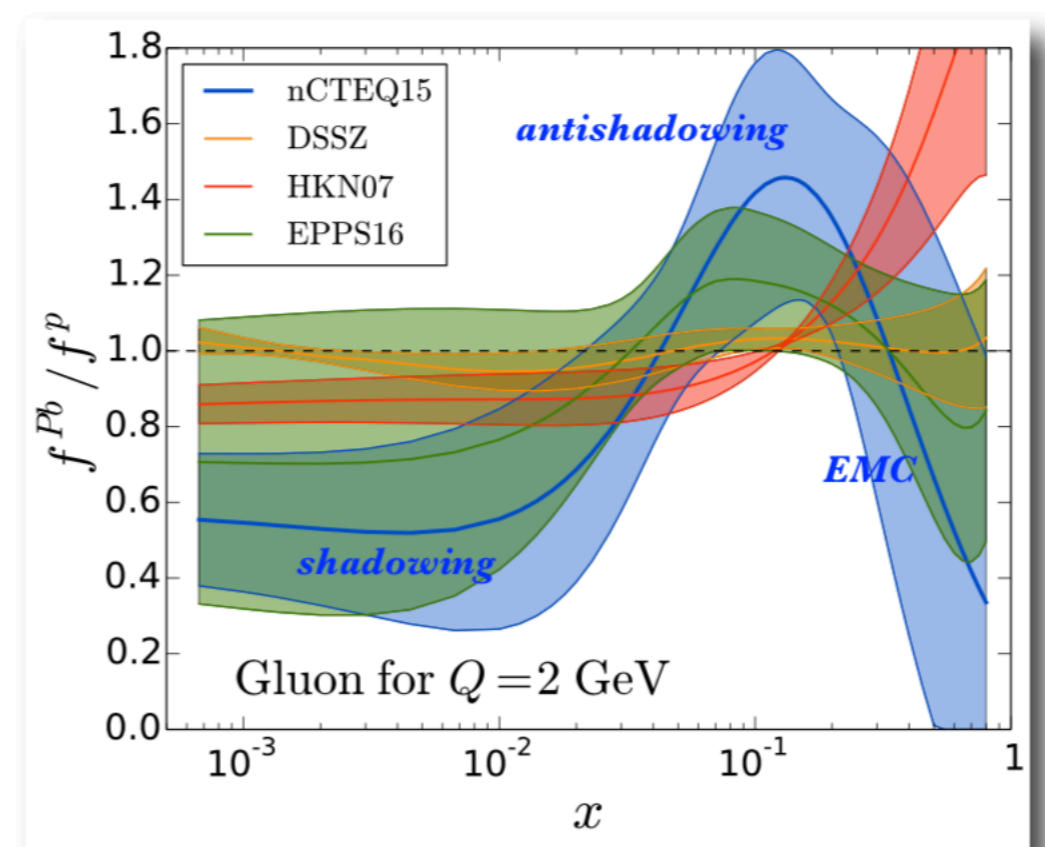 1.8
1.6
1.4
1.2
1.0
0.8
0.6
0.4
0.2
0.0
f^{Pb} / f^{p}
nCTEQ15
DSSZ
HKN07
EPPS16
antishadowing
EMC
shadowing
Gluon for Q=2 GeV
10^{-3} 10^{-2} 10^{-1} 1
x